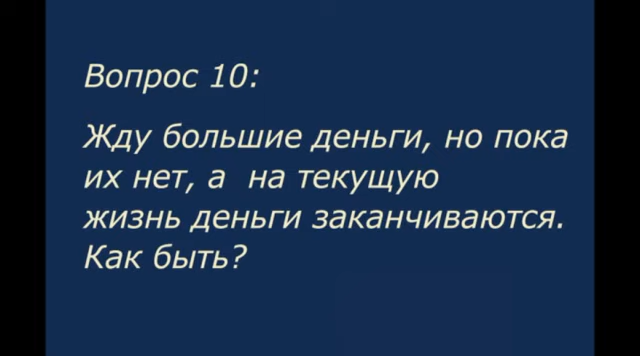 Вопрос 10:
Жду большие деньги, но пока
их нет, а  на текущую
жизнь деньги заканчиваются.
Как быть?